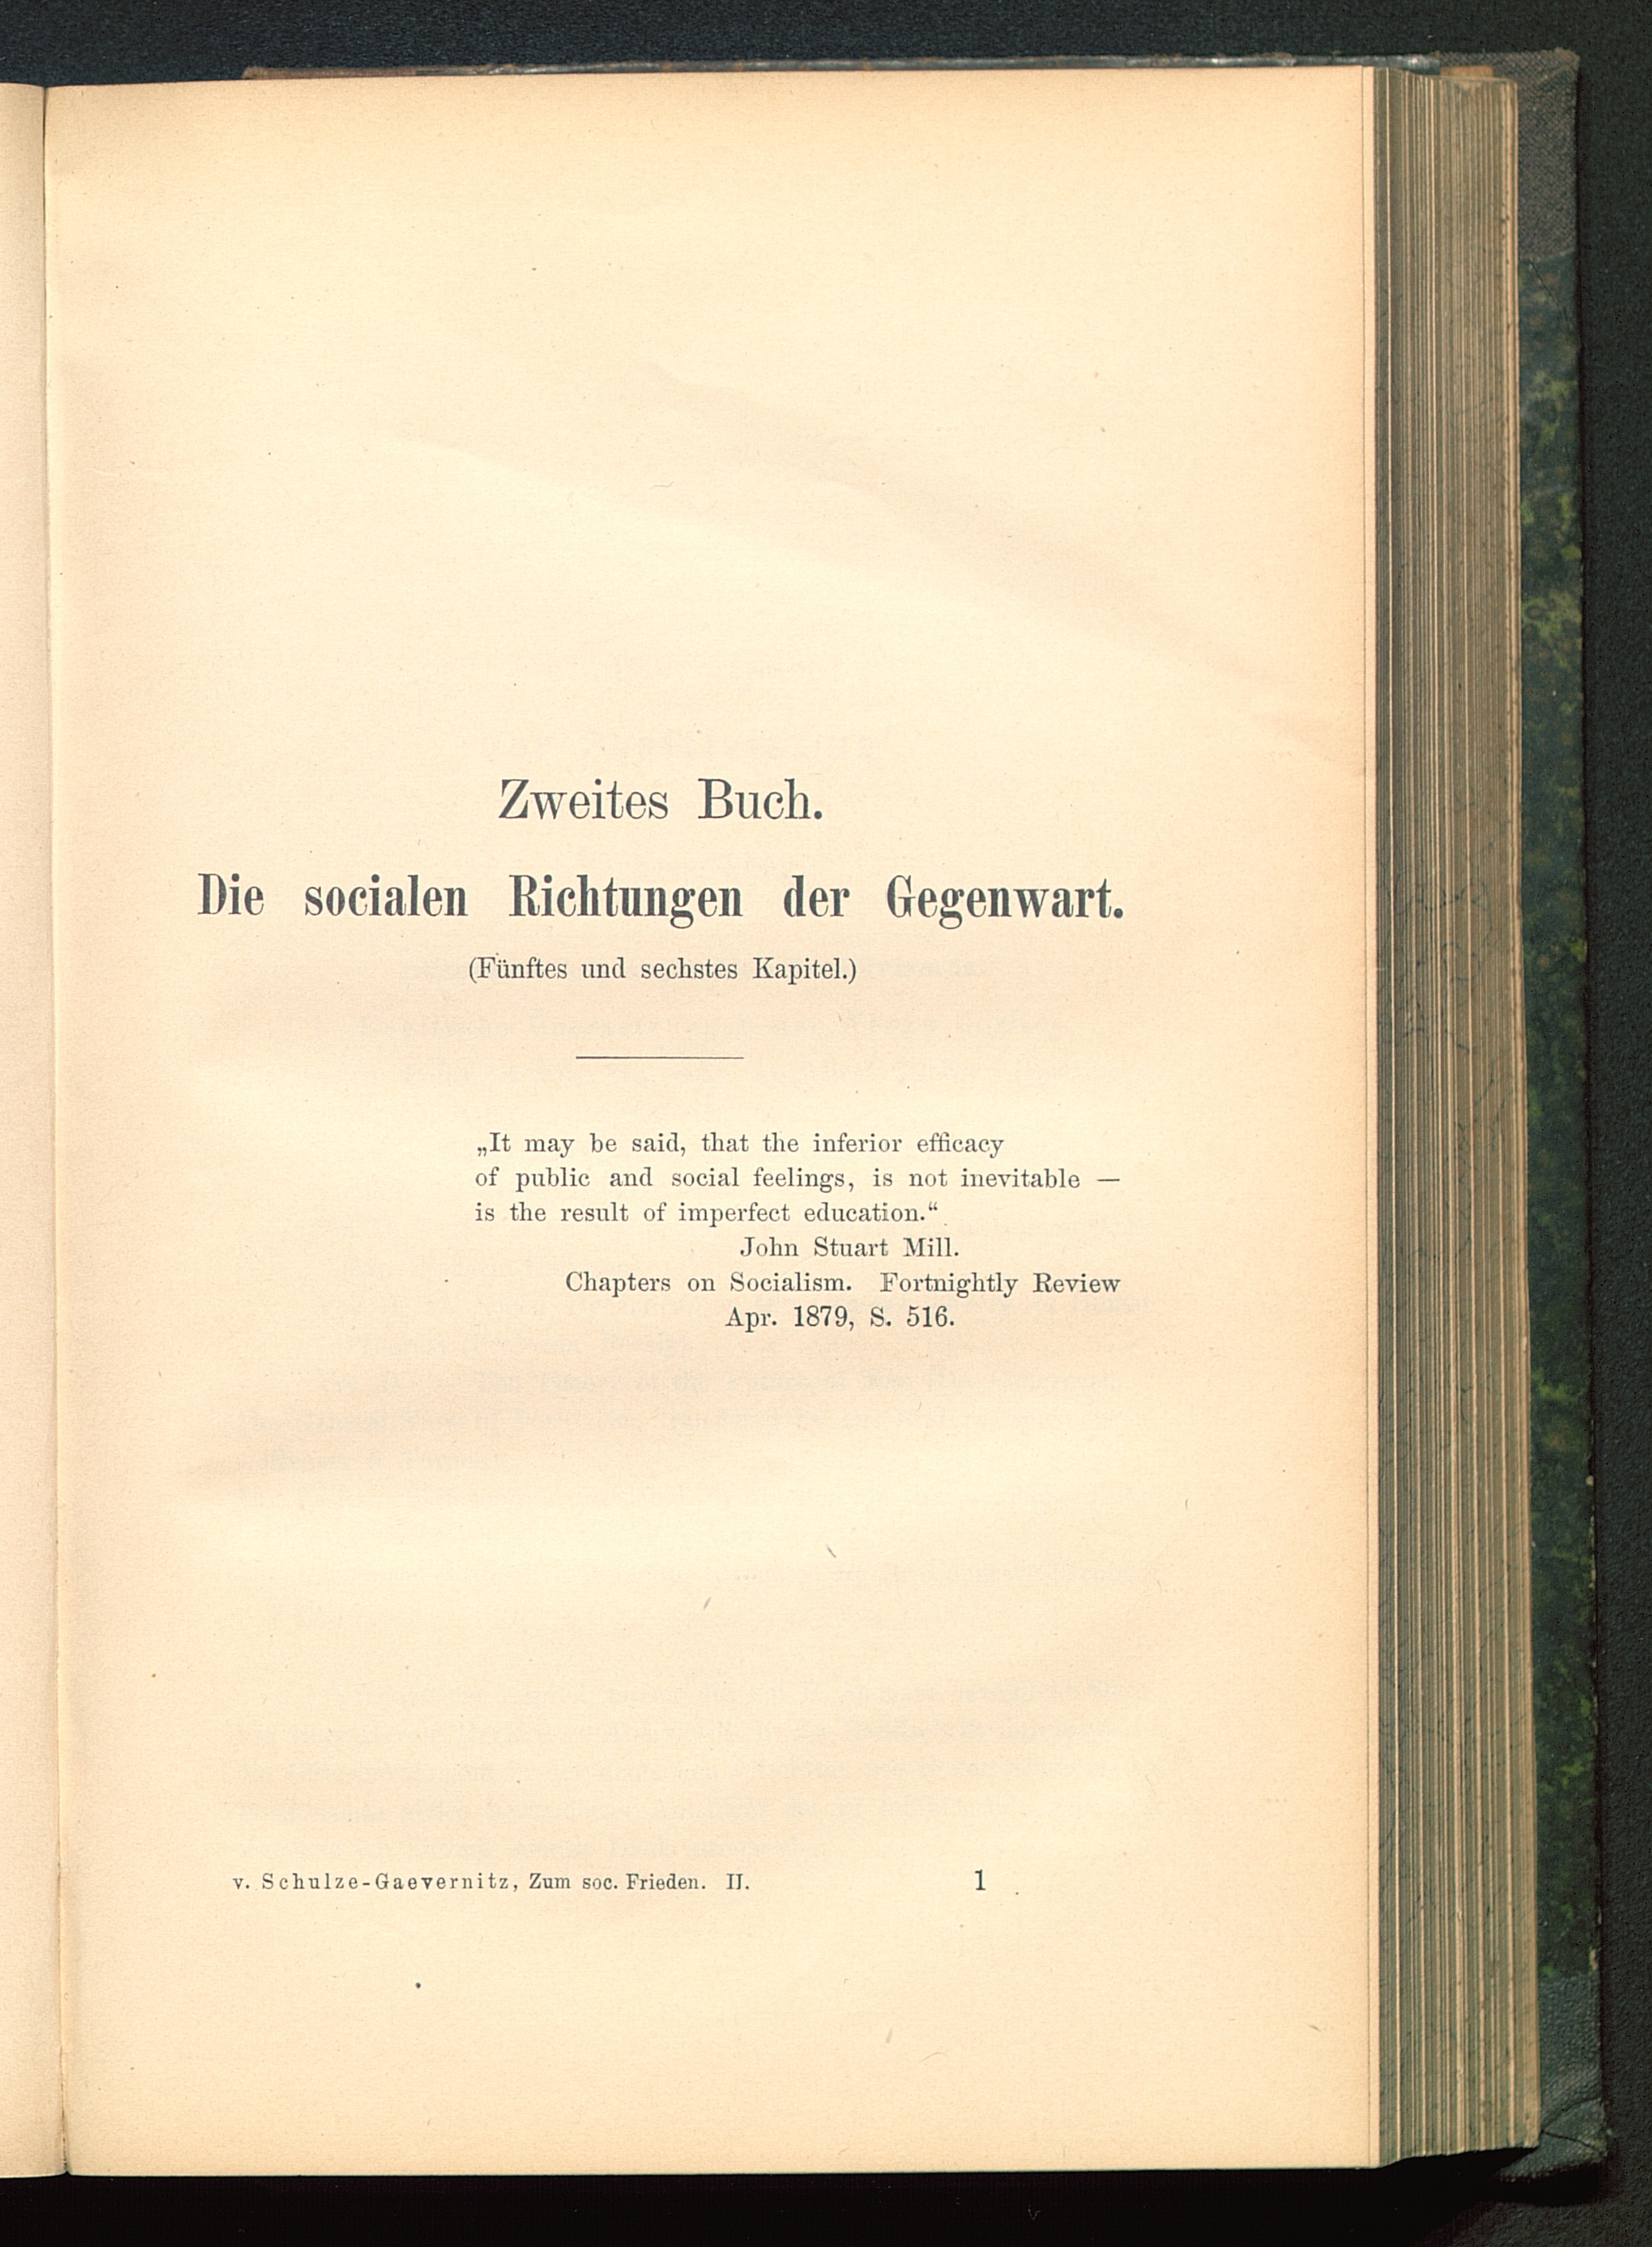 Zweites Buch.
Die socialen Richtungen der Gegenwart.
(Fünftes und sechstes Kapitel.)
„It may be said, that the inferior efficacy
of public and social feelings, is not inevitable —
is the result of imperfect education.“
John Stuart Mill.
Chapters on Socialism. Fortnightly Review
Apr. 1879, S. 516.
v. Schulze-Gaevernitz, Zum soc. Frieden. II. 1